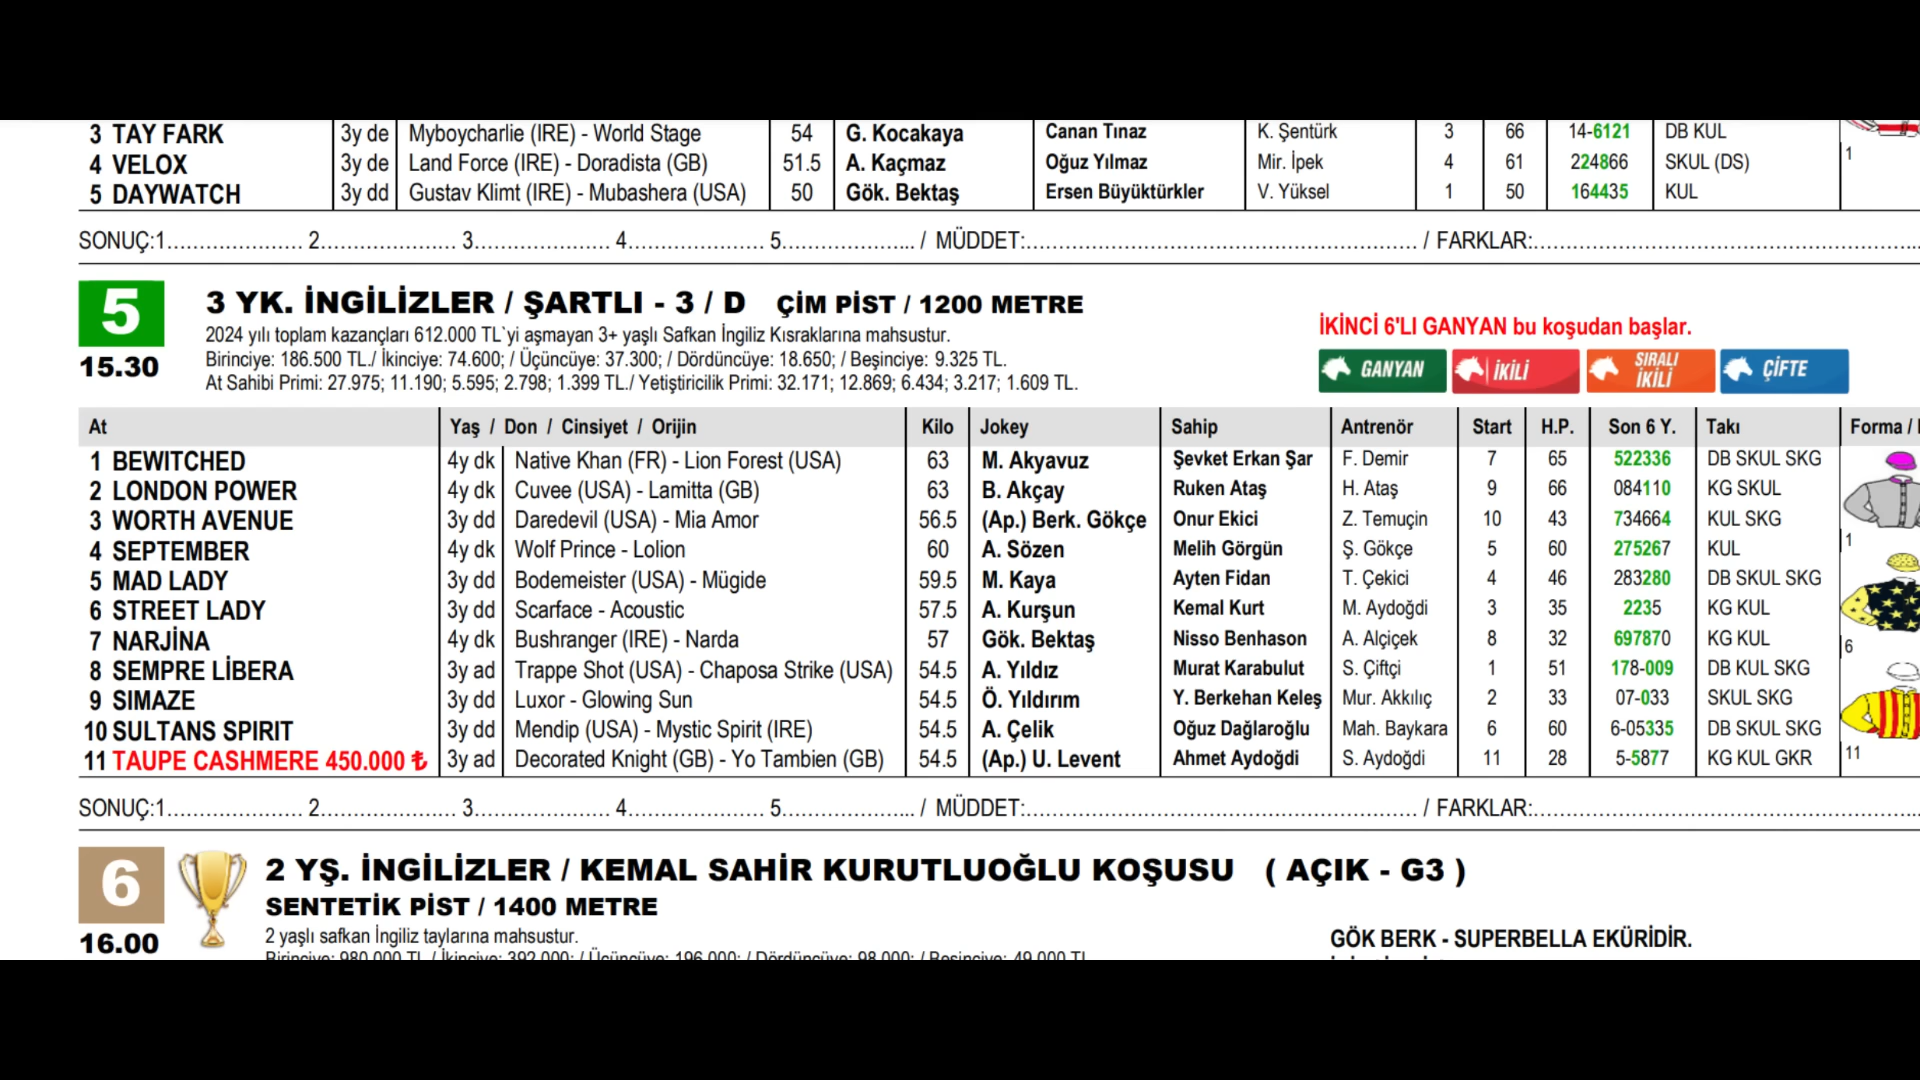 3 TAY FARK 3y de Myboycharlie (IRE) - World Stage 54 G. Kocakaya Canan Tınaz K. Şentürk 3 66 14-6121 DB KUL
4 VELOX 3y de Land Force (IRE) - Doradista (GB) 51.5 A. Kaçmaz Oğuz Yılmaz Mir. İpek 4 61 224866 SKUL (DS) 1
5 DAYWATCH 3y dd Gustav Klimt (IRE) - Mubashera (USA) 50 Gök. Bektaş Ersen Büyüktürkler V. Yüksel 1 50 164435 KUL
SONUÇ:1..................... 2..................... 3..................... 4..................... 5..................... / MÜDDET:............................................................ / FARKLAR:............................................................
5 3 YK. İNGİLİZLER / ŞARTLI - 3 / D ÇİM PİST / 1200 METRE
15.30
2024 yılı toplam kazançları 612.000 TL`yi aşmayan 3+ yaşlı Safkan İngiliz Kısraklarına mahsustur.
Birinciye: 186.500 TL./ İkinciye: 74.600; / Üçüncüye: 37.300; / Dördüncüye: 18.650; / Beşinciye: 9.325 TL.
At Sahibi Primi: 27.975; 11.190; 5.595; 2.798; 1.399 TL./ Yetiştiricilik Primi: 32.171; 12.869; 6.434; 3.217; 1.609 TL.
İKİNCİ 6'LI GANYAN bu koşudan başlar.
GANYAN İKİLİ SIRALI İKİLİ ÇİFTE
At Yaş / Don / Cinsiyet / Orijin Kilo Jokey Sahip Antrenör Start H.P. Son 6 Y. Takı Forma /
1 BEWITCHED 4y dk Native Khan (FR) - Lion Forest (USA) 63 M. Akyavuz Şevket Erkan Şar F. Demir 7 65 522336 DB SKUL SKG
2 LONDON POWER 4y dk Cuvee (USA) - Lamitta (GB) 63 B. Akçay Ruken Ataş H. Ataş 9 66 084110 KG SKUL
3 WORTH AVENUE 3y dd Daredevil (USA) - Mia Amor 56.5 (Ap.) Berk. Gökçe Onur Ekici Z. Temuçin 10 43 734664 KUL SKG
4 SEPTEMBER 4y dk Wolf Prince - Lolion 60 A. Sözen Melih Görgün Ş. Gökçe 5 60 275267 KUL 1
5 MAD LADY 3y dd Bodemeister (USA) - Mügide 59.5 M. Kaya Ayten Fidan T. Çekici 4 46 283280 DB SKUL SKG
6 STREET LADY 3y dd Scarface - Acoustic 57.5 A. Kurşun Kemal Kurt M. Aydoğdi 3 35 2235 KG KUL
7 NARJİNA 4y dk Bushranger (IRE) - Narda 57 Gök. Bektaş Nisso Benhason A. Alçiçek 8 32 697870 KG KUL 6
8 SEMPRE LİBERA 3y ad Trappe Shot (USA) - Chaposa Strike (USA) 54.5 A. Yıldız Murat Karabulut S. Çiftçi 1 51 178-009 DB KUL SKG
9 SIMAZE 3y dd Luxor - Glowing Sun 54.5 Ö. Yıldırım Y. Berkehan Keleş Mur. Akkılıç 2 33 07-033 SKUL SKG
10 SULTANS SPIRIT 3y dd Mendip (USA) - Mystic Spirit (IRE) 54.5 A. Çelik Oğuz Dağlaroğlu Mah. Baykara 6 60 6-05335 DB SKUL SKG
11 TAUPE CASHMERE 450.000 ₺ 3y ad Decorated Knight (GB) - Yo Tambien (GB) 54.5 (Ap.) U. Levent Ahmet Aydoğdi S. Aydoğdi 11 28 5-5877 KG KUL GKR 11
SONUÇ:1..................... 2..................... 3..................... 4..................... 5..................... / MÜDDET:............................................................ / FARKLAR:............................................................
6 2 YŞ. İNGİLİZLER / KEMAL SAHİR KURUTLUOĞLU KOŞUSU ( AÇIK - G3 )
SENTETİK PİST / 1400 METRE
16.00
2 yaşlı safkan İngiliz taylarına mahsustur.
GÖK BERK - SUPERBELLA EKÜRİDİR.
Birinciye: 980.000 TL./ İkinciye: 392.000; / Üçüncüye: 196.000; / Dördüncüye: 98.000; / Beşinciye: 49.000 TL.